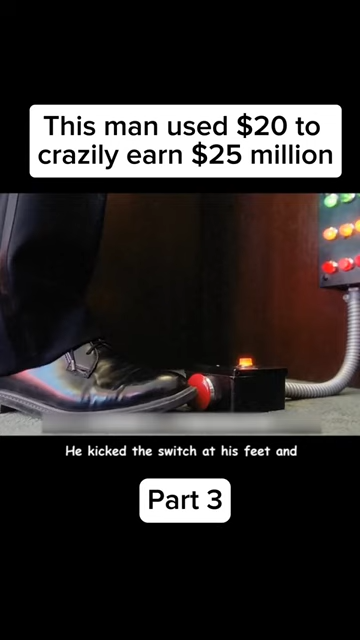 This man used $20 to
crazily earn $25 million
He kicked the switch at his feet and
Part 3